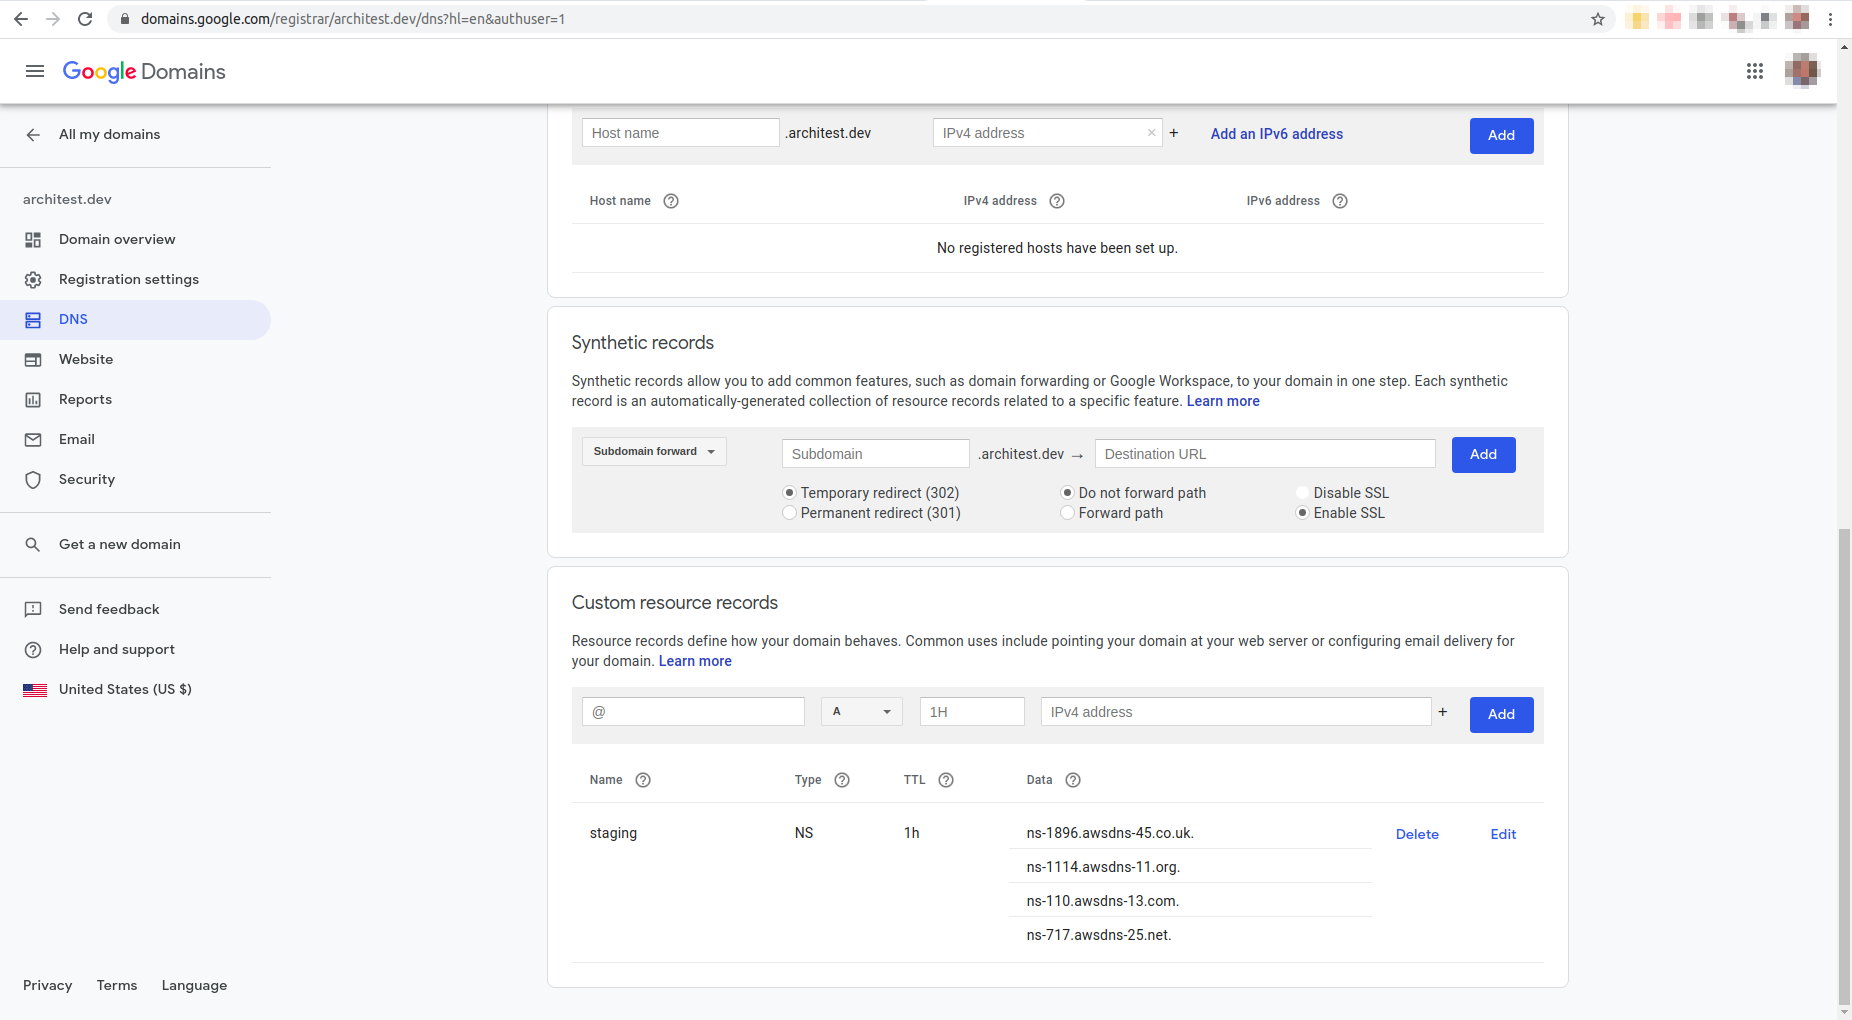 domains.google.com/registrar/architest.dev/dns?hl=en&authuser=1
Google Domains
All my domains
architest.dev
Domain overview
Registration settings
DNS
Website
Reports
Email
Security
Get a new domain
Send feedback
Help and support
United States (US $)
Privacy Terms Language
Host name .architest.dev IPv4 address × + Add an IPv6 address Add
Host name ? IPv4 address ? IPv6 address ?
No registered hosts have been set up.
Synthetic records
Synthetic records allow you to add common features, such as domain forwarding or Google Workspace, to your domain in one step. Each synthetic
record is an automatically-generated collection of resource records related to a specific feature. Learn more
Subdomain forward Subdomain .architest.dev → Destination URL Add
Temporary redirect (302) Do not forward path Disable SSL
Permanent redirect (301) Forward path Enable SSL
Custom resource records
Resource records define how your domain behaves. Common uses include pointing your domain at your web server or configuring email delivery for
your domain. Learn more
@ A 1H IPv4 address + Add
Name ? Type ? TTL ? Data ?
staging NS 1h ns-1896.awsdns-45.co.uk. Delete Edit
ns-1114.awsdns-11.org.
ns-110.awsdns-13.com.
ns-717.awsdns-25.net.